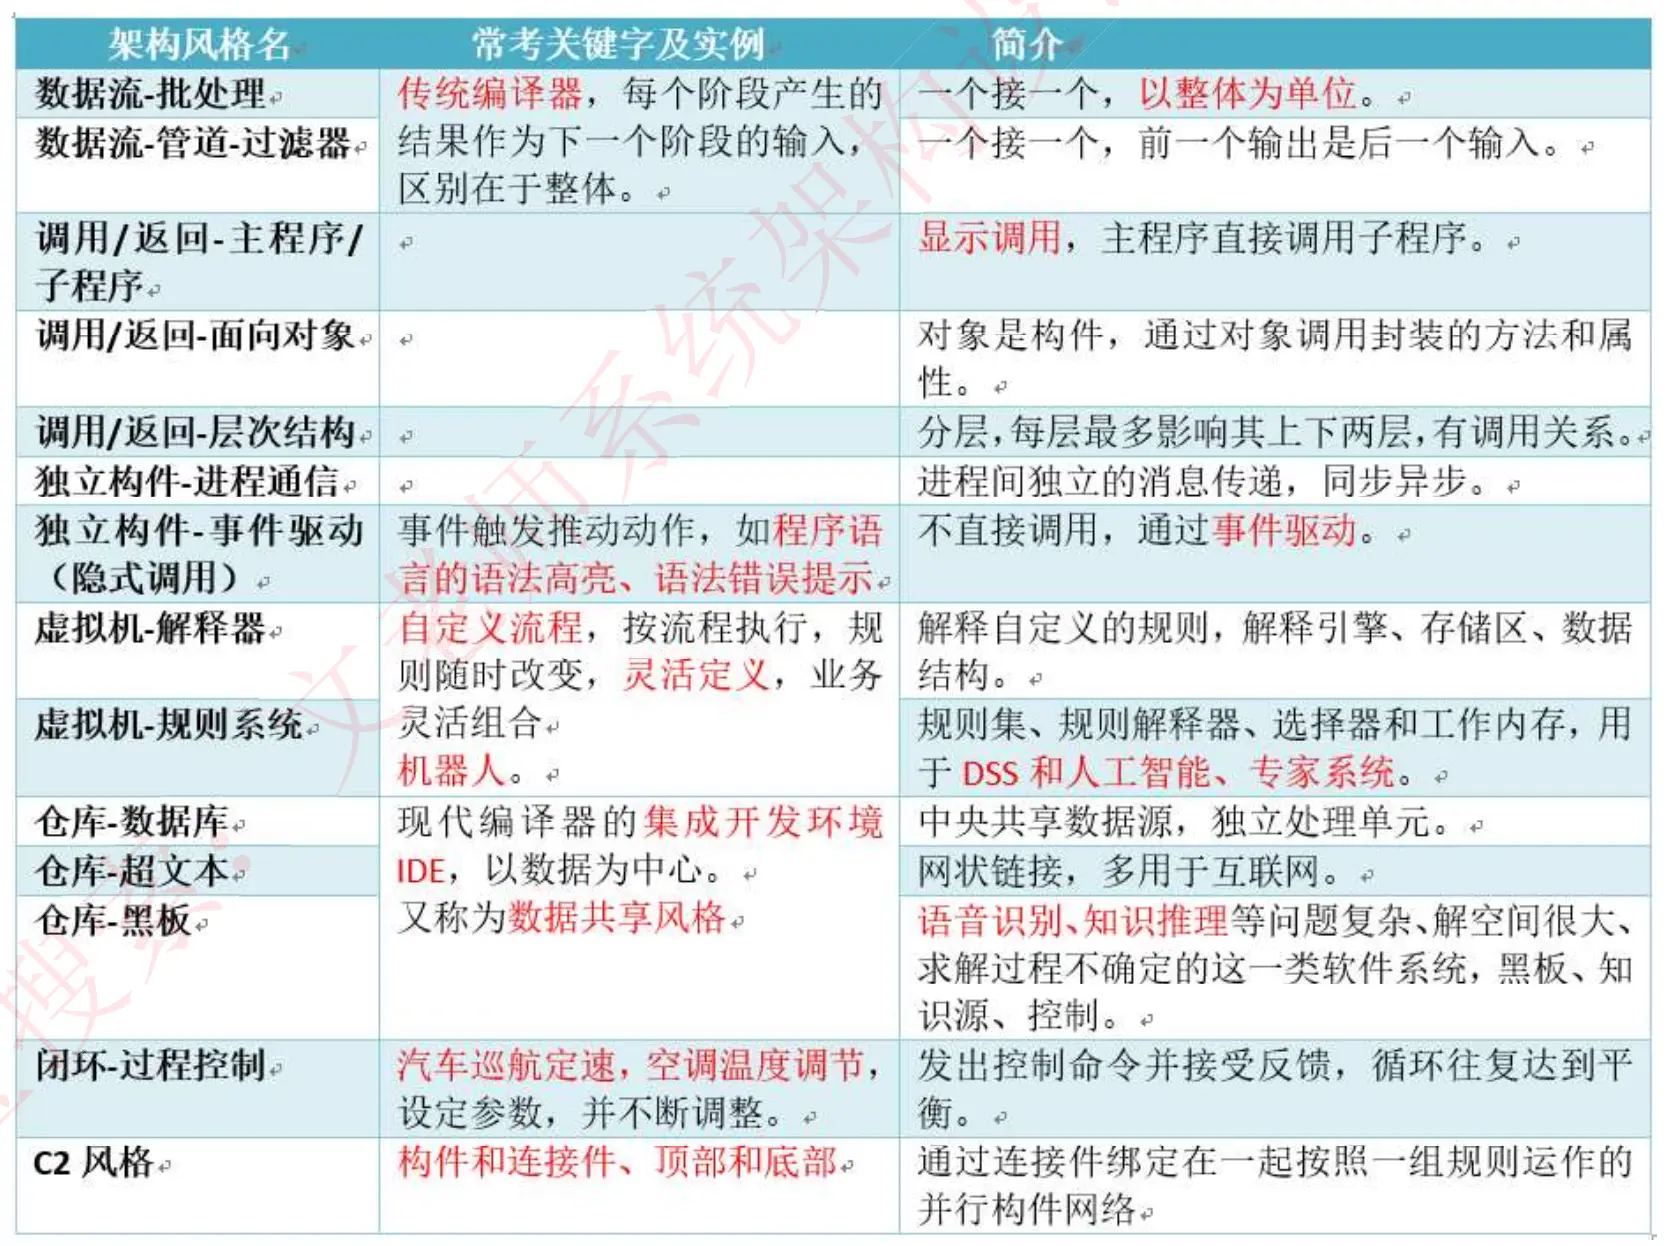 架构风格名 常考关键字及实例 简介
数据流-批处理 传统编译器，每个阶段产生的 一个接一个，以整体为单位。
数据流-管道-过滤器 结果作为下一个阶段的输入， 一个接一个，前一个输出是后一个输入。
区别在于整体。
调用/返回-主程序/ 显示调用，主程序直接调用子程序。
子程序
调用/返回-面向对象 对象是构件，通过对象调用封装的方法和属
性。
调用/返回-层次结构 分层，每层最多影响其上下两层，有调用关系。
独立构件-进程通信 进程间独立的消息传递，同步异步。
独立构件-事件驱动 事件触发推动动作，如程序语 不直接调用，通过事件驱动。
（隐式调用） 言的语法高亮、语法错误提示
虚拟机-解释器 自定义流程，按流程执行，规 解释自定义的规则，解释引擎、存储区、数据
则随时改变，灵活定义，业务 结构。
虚拟机-规则系统 灵活组合 规则集、规则解释器、选择器和工作内存，用
机器人。 于 DSS 和人工智能、专家系统。
仓库-数据库 现代编译器的集成开发环境 中央共享数据源，独立处理单元。
仓库-超文本 IDE，以数据为中心。 网状链接，多用于互联网。
仓库-黑板 又称为数据共享风格 语音识别、知识推理等问题复杂、解空间很大、
求解过程不确定的这一类软件系统，黑板、知
识源、控制。
闭环-过程控制 汽车巡航定速，空调温度调节， 发出控制命令并接受反馈，循环往复达到平
设定参数，并不断调整。 衡。
C2 风格 构件和连接件、顶部和底部 通过连接件绑定在一起按照一组规则运作的
并行构件网络
搜索：文老师系统架构设